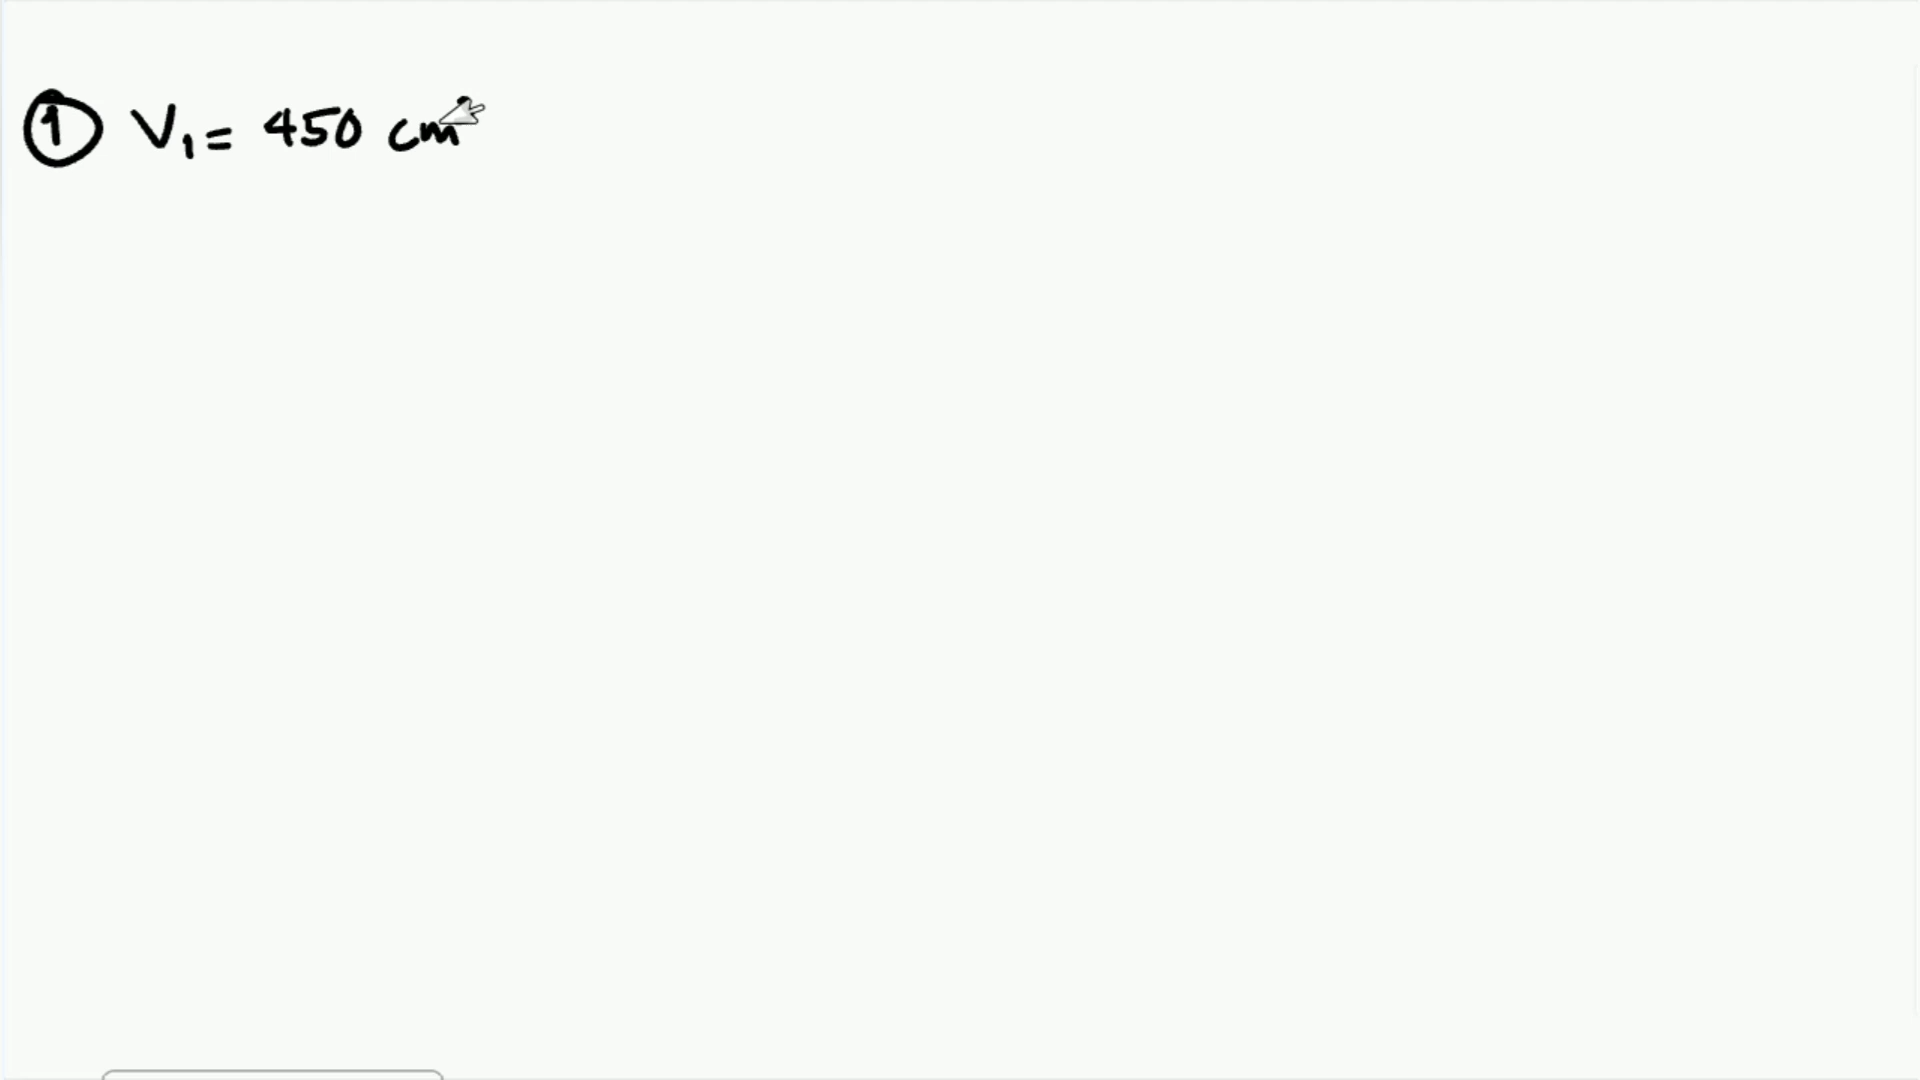 ① V₁ = 450 cm